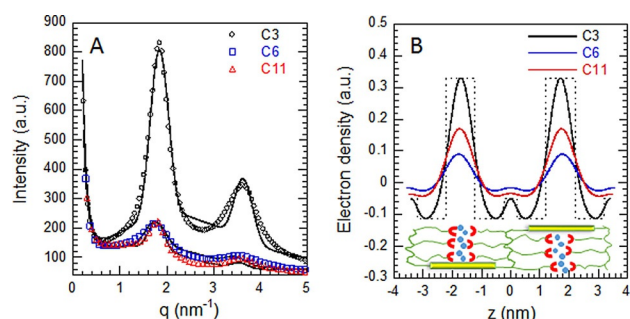 A
C3
C6
C11
Intensity (a.u.)
900
800
700
600
500
400
300
200
100
0 1 2 3 4 5
q (nm⁻¹)
B
C3
C6
C11
Electron density (a.u.)
0.5
0.4
0.3
0.2
0.1
0
-0.1
-0.2
-0.3
-4 -3 -2 -1 0 1 2 3 4
z (nm)